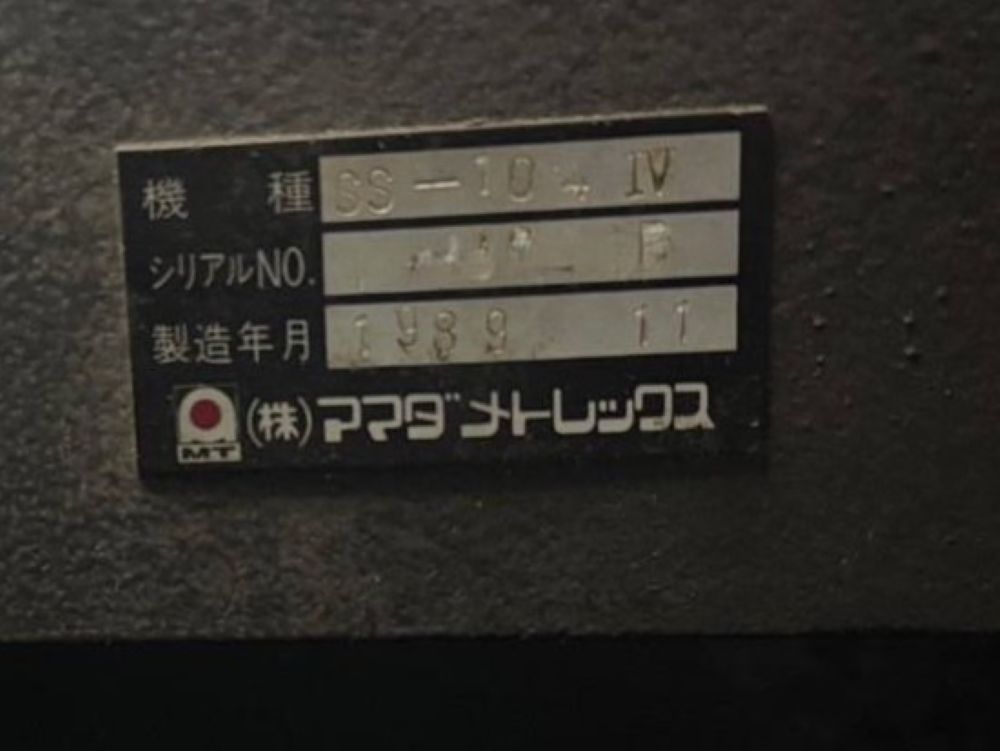 機種 SS-10 IV
シリアルNO. B
製造年月 1989 11
MT (株)アマダメトレックス